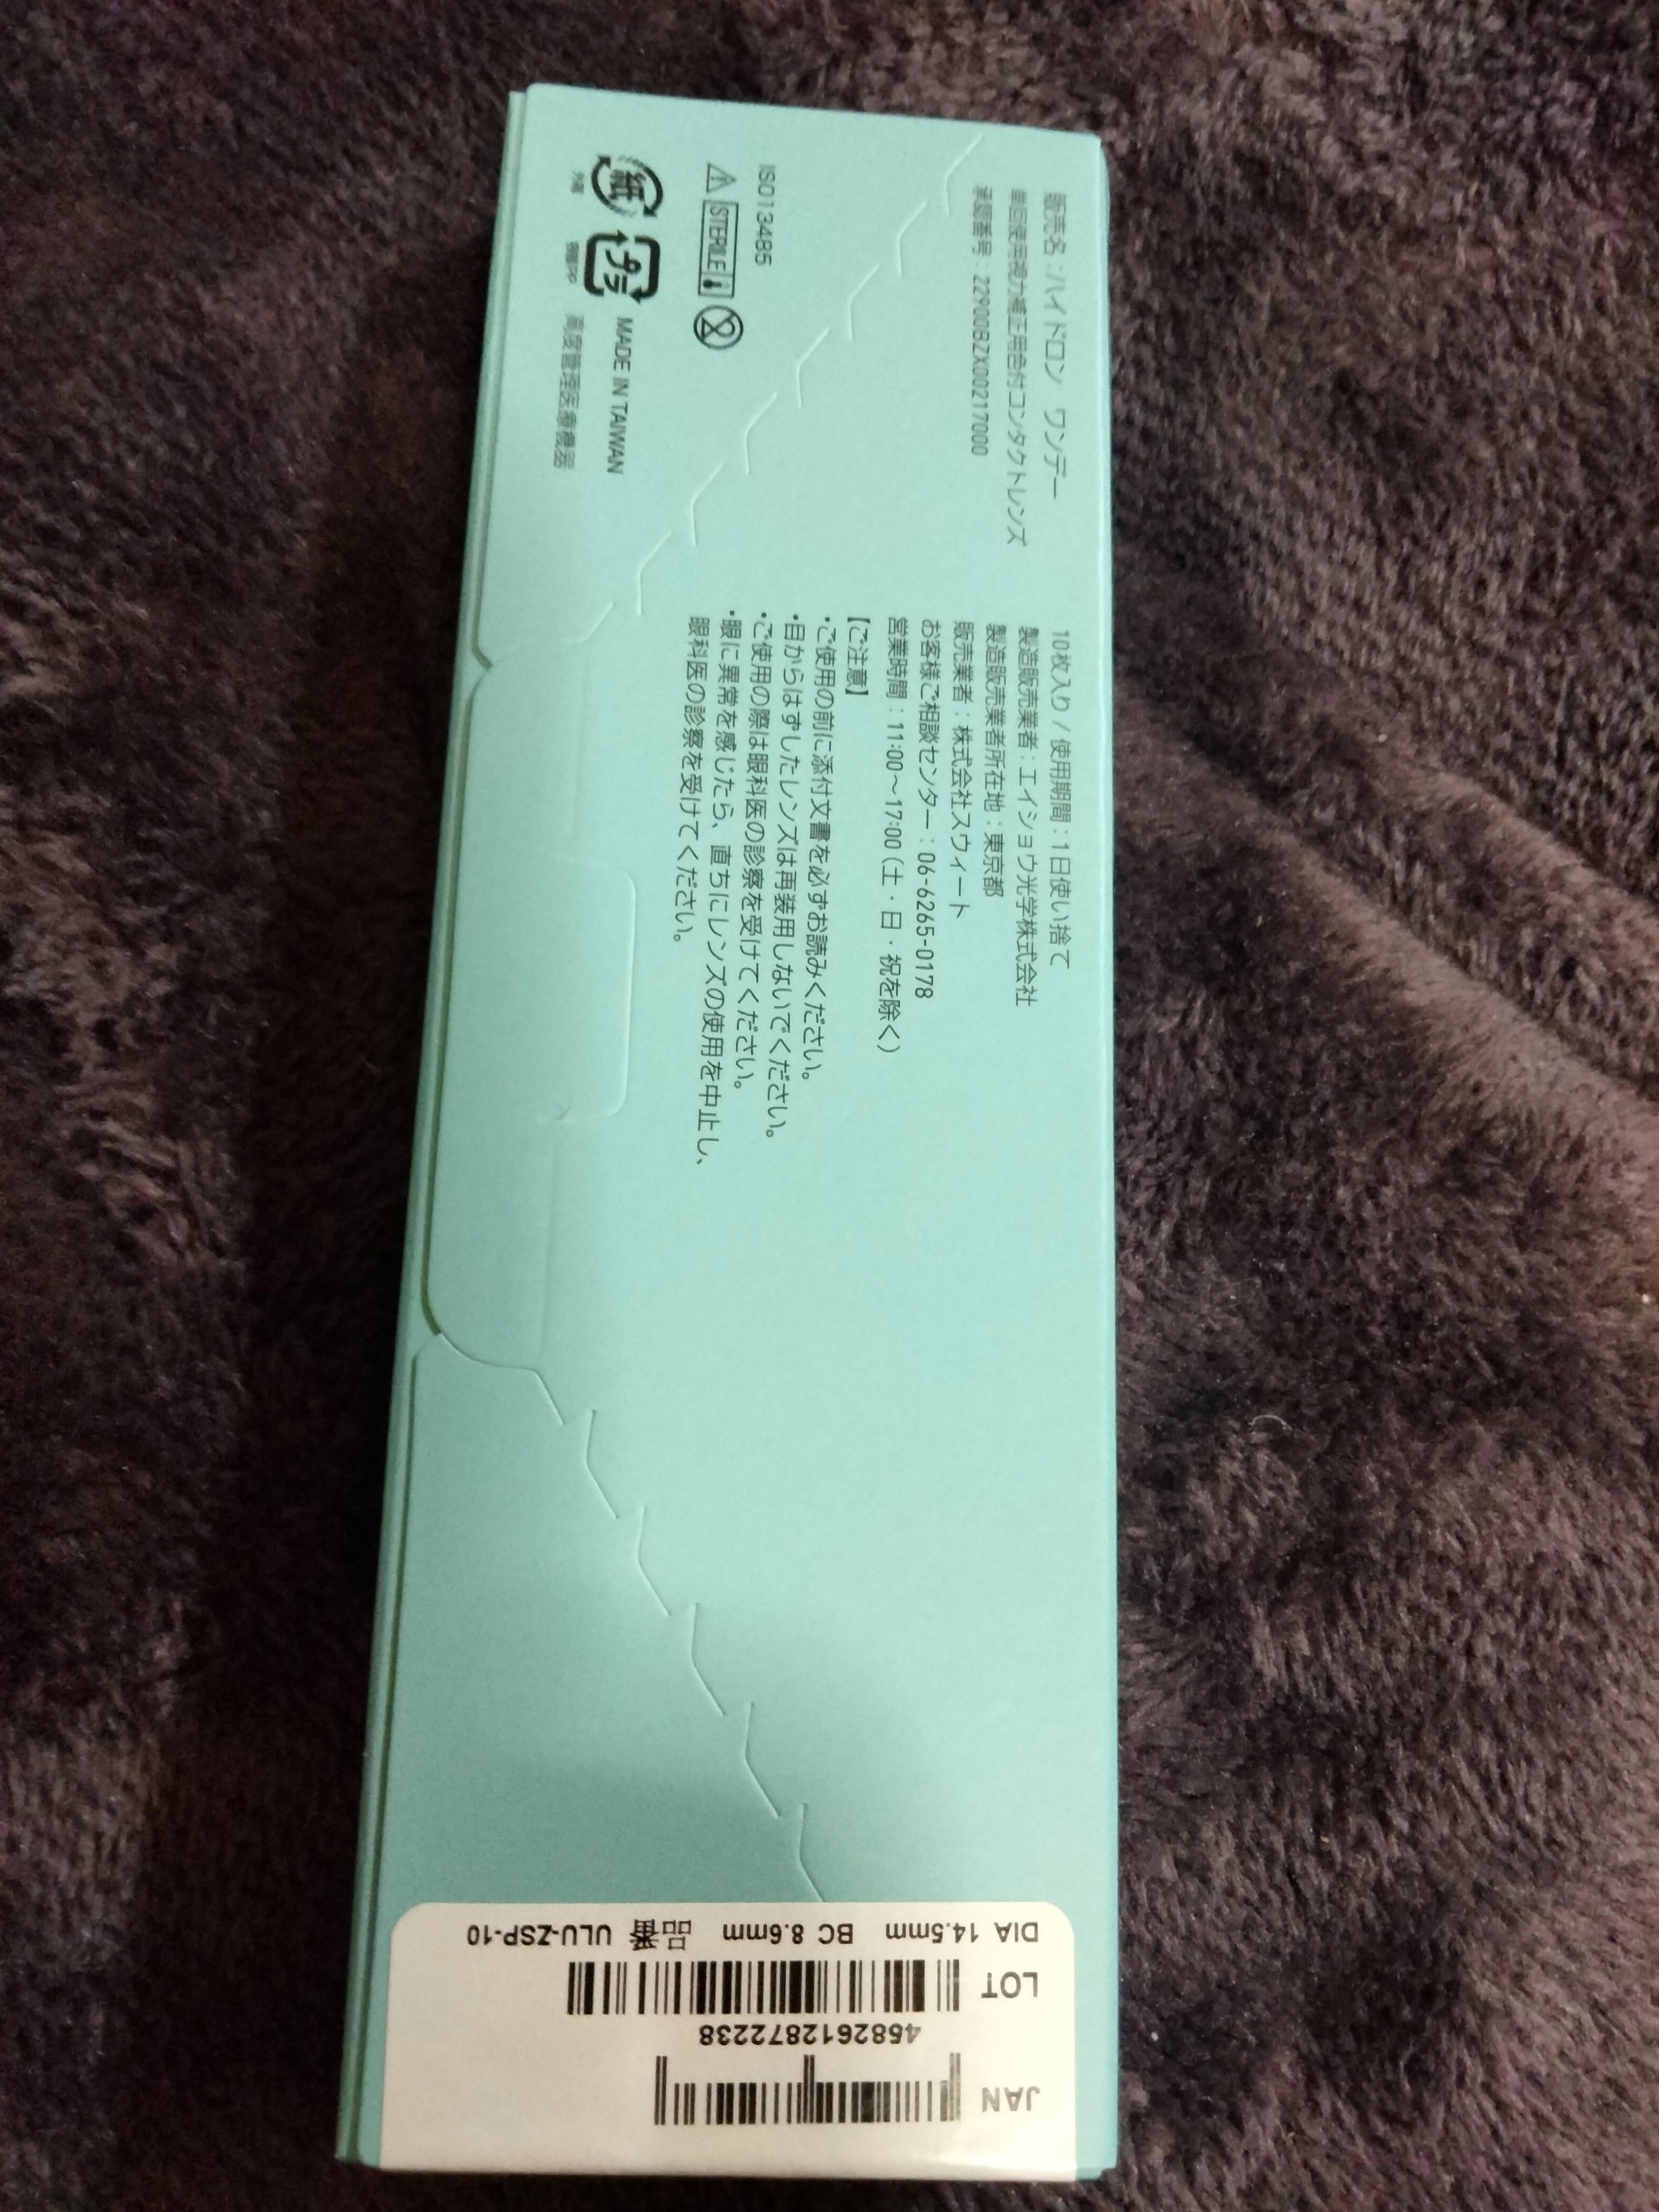 販売名:ハイドロン ワンデー
単回使用視力補正用色付コンタクトレンズ
承認番号:22900BZX00217000
ISO13485
STERILE
紙
外箱
プラ
容器:PP
MADE IN TAIWAN
高度管理医療機器
10枚入り/使用期間:1日使い捨て
製造販売業者:エイショウ光学株式会社
製造販売業者所在地:東京都
販売業者:株式会社スウィート
お客様ご相談センター:06-6265-0178
営業時間:11:00～17:00(土・日・祝を除く)
【ご注意】
・ご使用の前に添付文書を必ずお読みください。
・目からはずしたレンズは再装用しないでください。
・ご使用の際は眼科医の診察を受けてください。
・眼に異常を感じたら、直ちにレンズの使用を中止し、
眼科医の診察を受けてください。
JAN
4582612872238
LOT
DIA 14.5mm BC 8.6mm 品番 ULU-ZSP-10